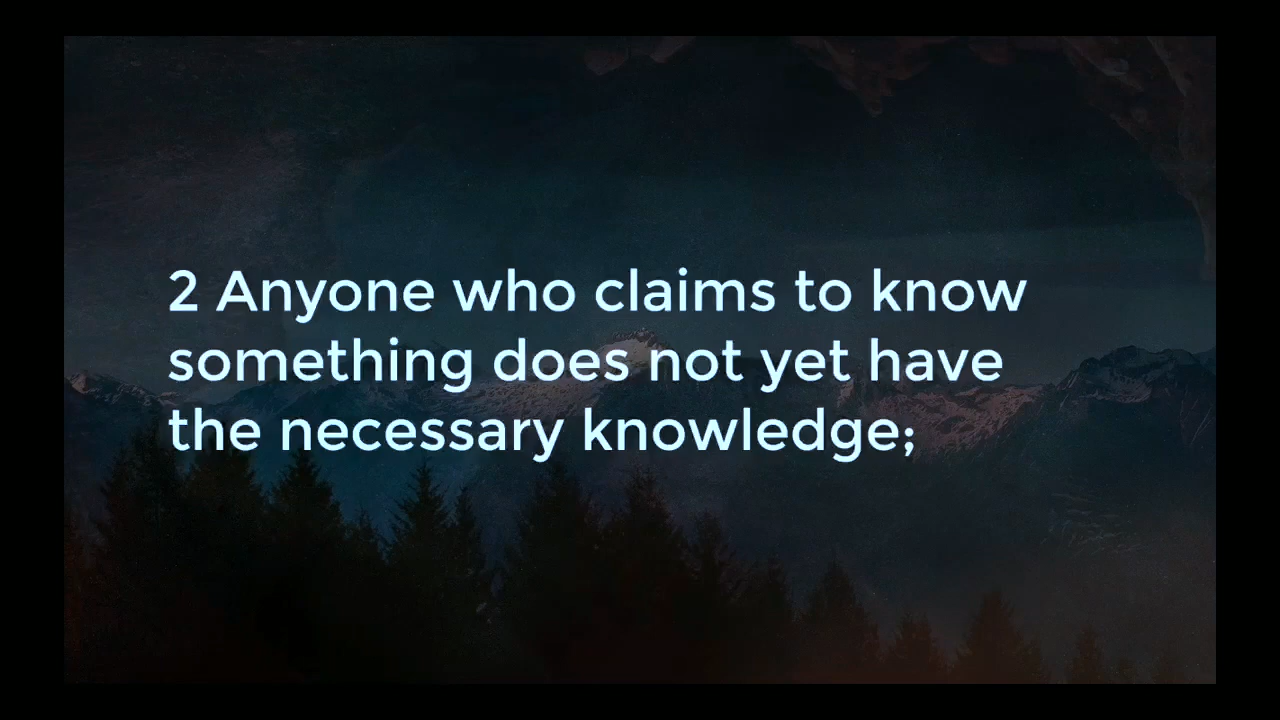 2 Anyone who claims to know
something does not yet have
the necessary knowledge;